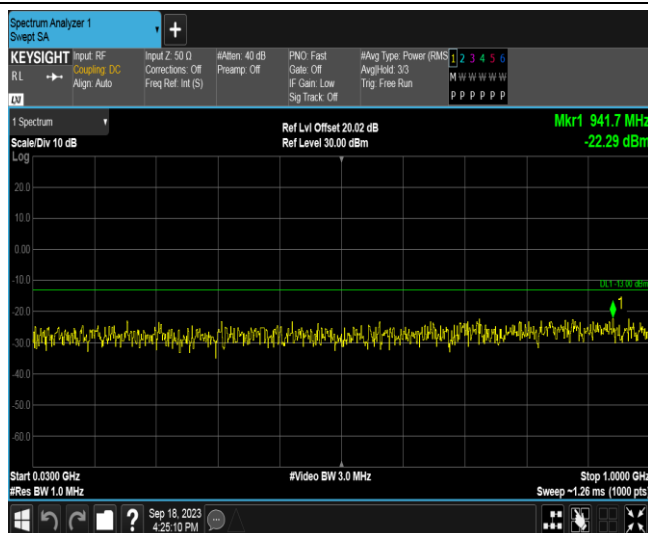 Spectrum Analyzer 1
Swept SA
KEYSIGHT
RL
Input: RF
Coupling: DC
Align: Auto
Input Z: 50 Ω
Corrections: Off
Freq Ref: Int (S)
#Atten: 40 dB
Preamp: Off
PNO: Fast
Gate: Off
IF Gain: Low
Sig Track: Off
#Avg Type: Power (RMS
Avg|Hold: 3/3
Trig: Free Run
1 2 3 4 5 6
M W W W W W
P P P P P P
1 Spectrum
Scale/Div 10 dB
Ref Lvl Offset 20.02 dB
Ref Level 30.00 dBm
Mkr1 941.7 MHz
-22.29 dBm
Log
20.0
10.0
0.00
-10.0
DL1 -13.00 dBm
1
-20.0
-30.0
-40.0
-50.0
-60.0
Start 0.0300 GHz
#Video BW 3.0 MHz
Stop 1.0000 GHz
#Res BW 1.0 MHz
Sweep ~1.26 ms (1000 pts)
?
Sep 18, 2023
4:25:10 PM